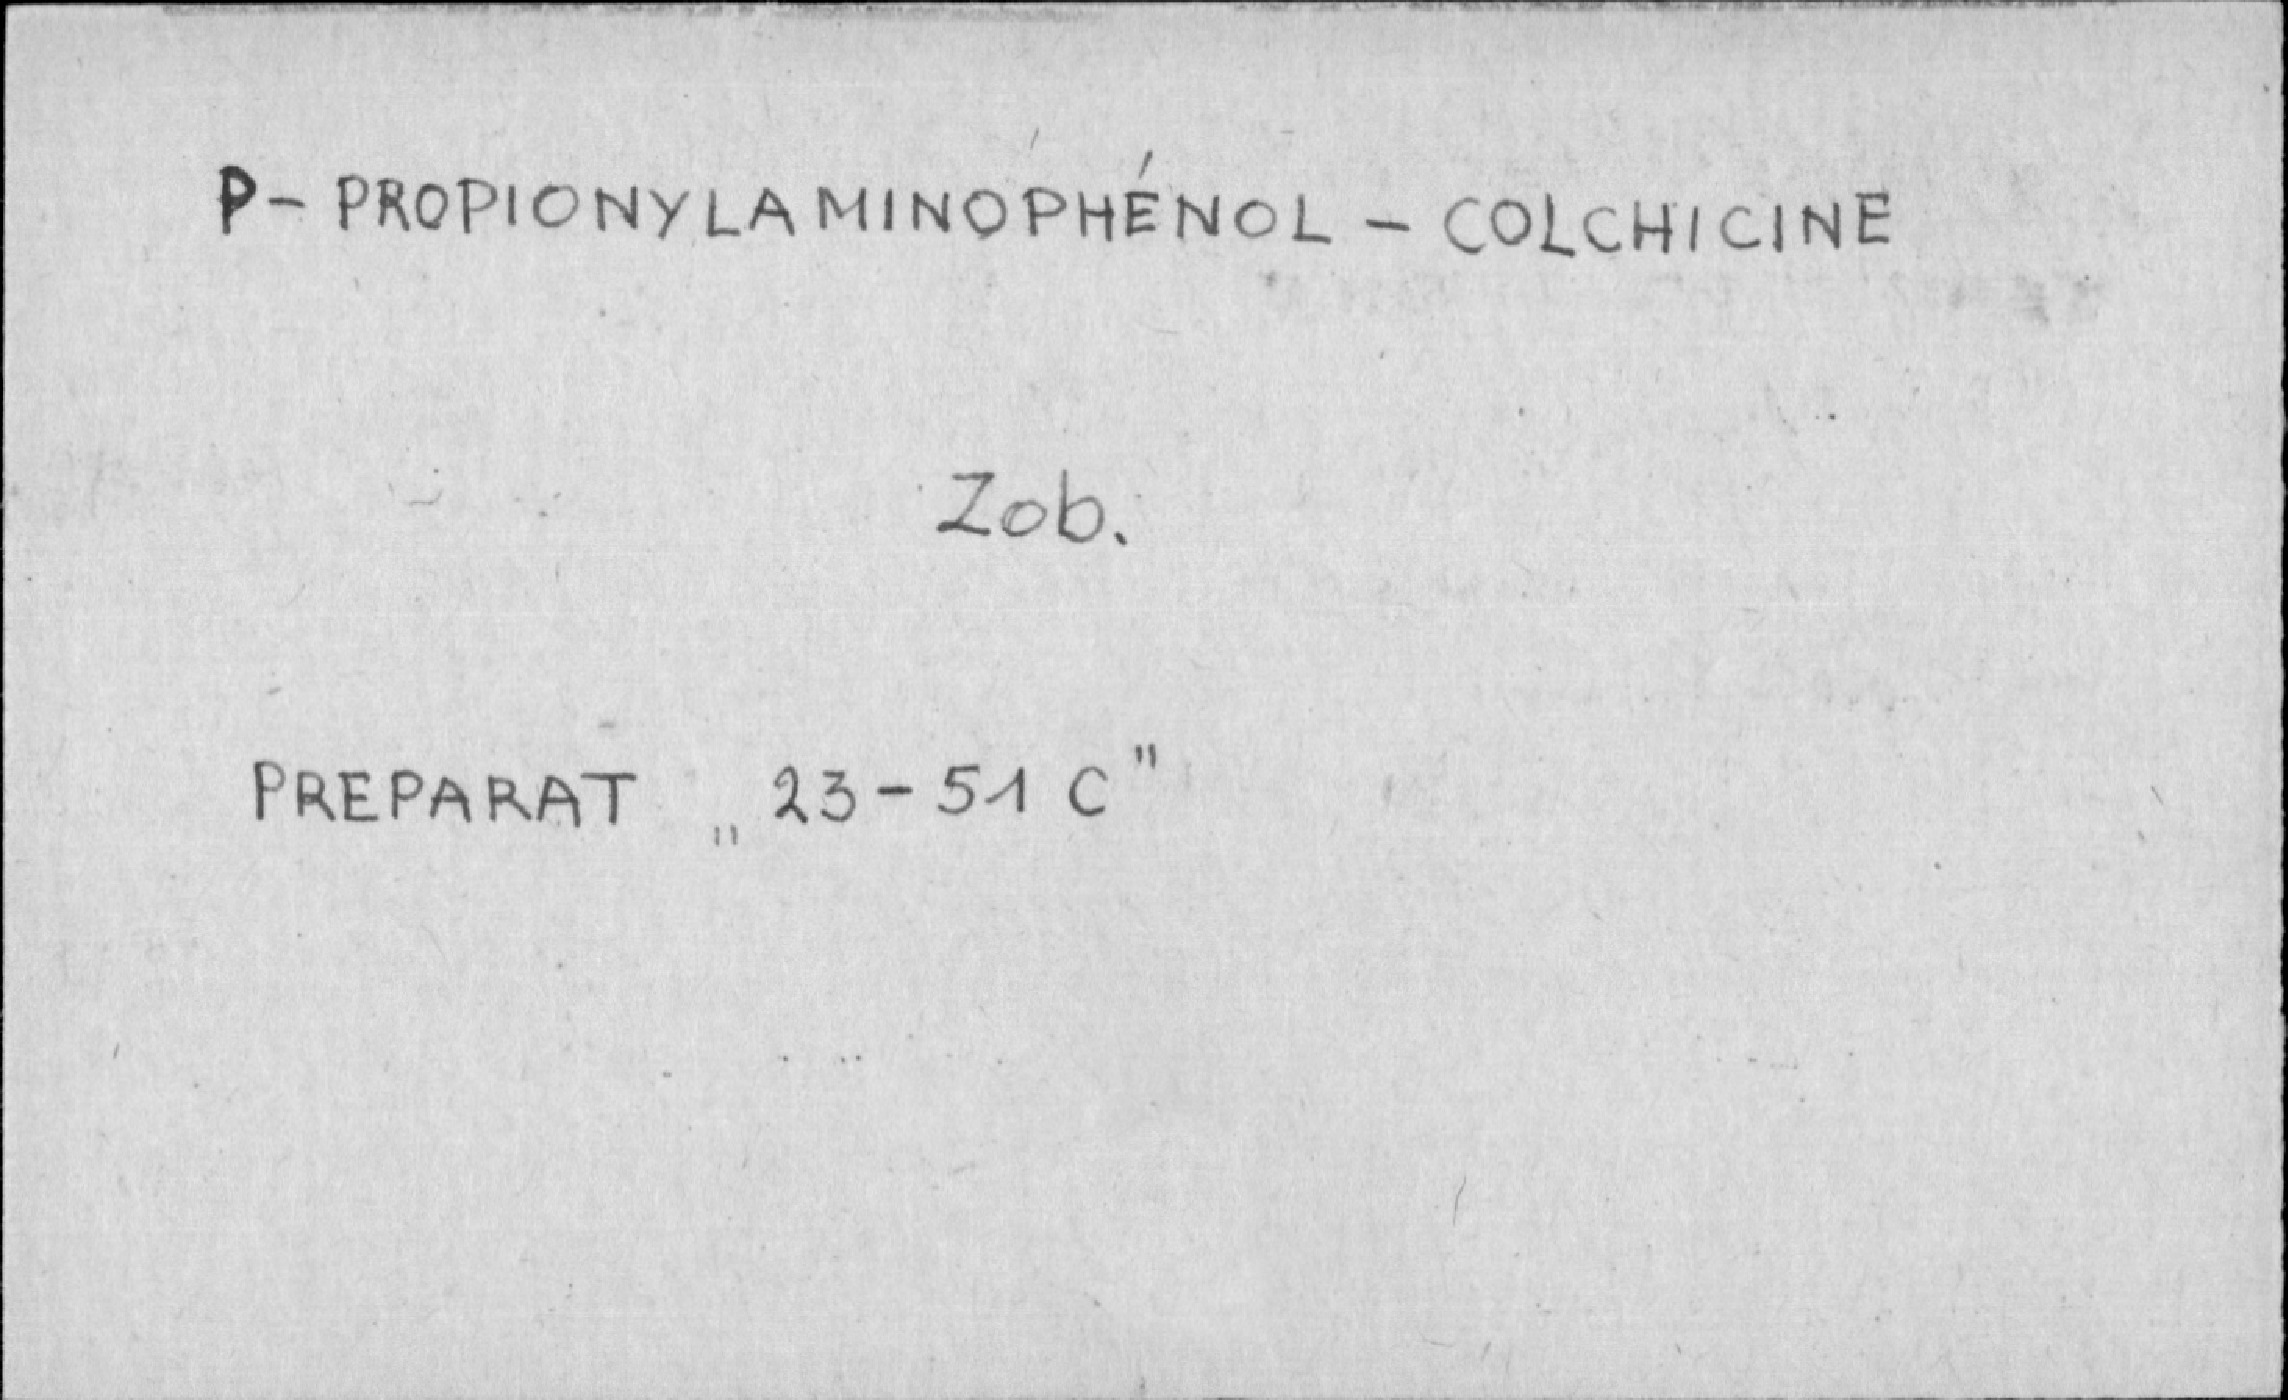 P- PROPIONYLAMINOPHÉNOL - COLCHICINE
Zob.
PREPARAT „23-51 C"